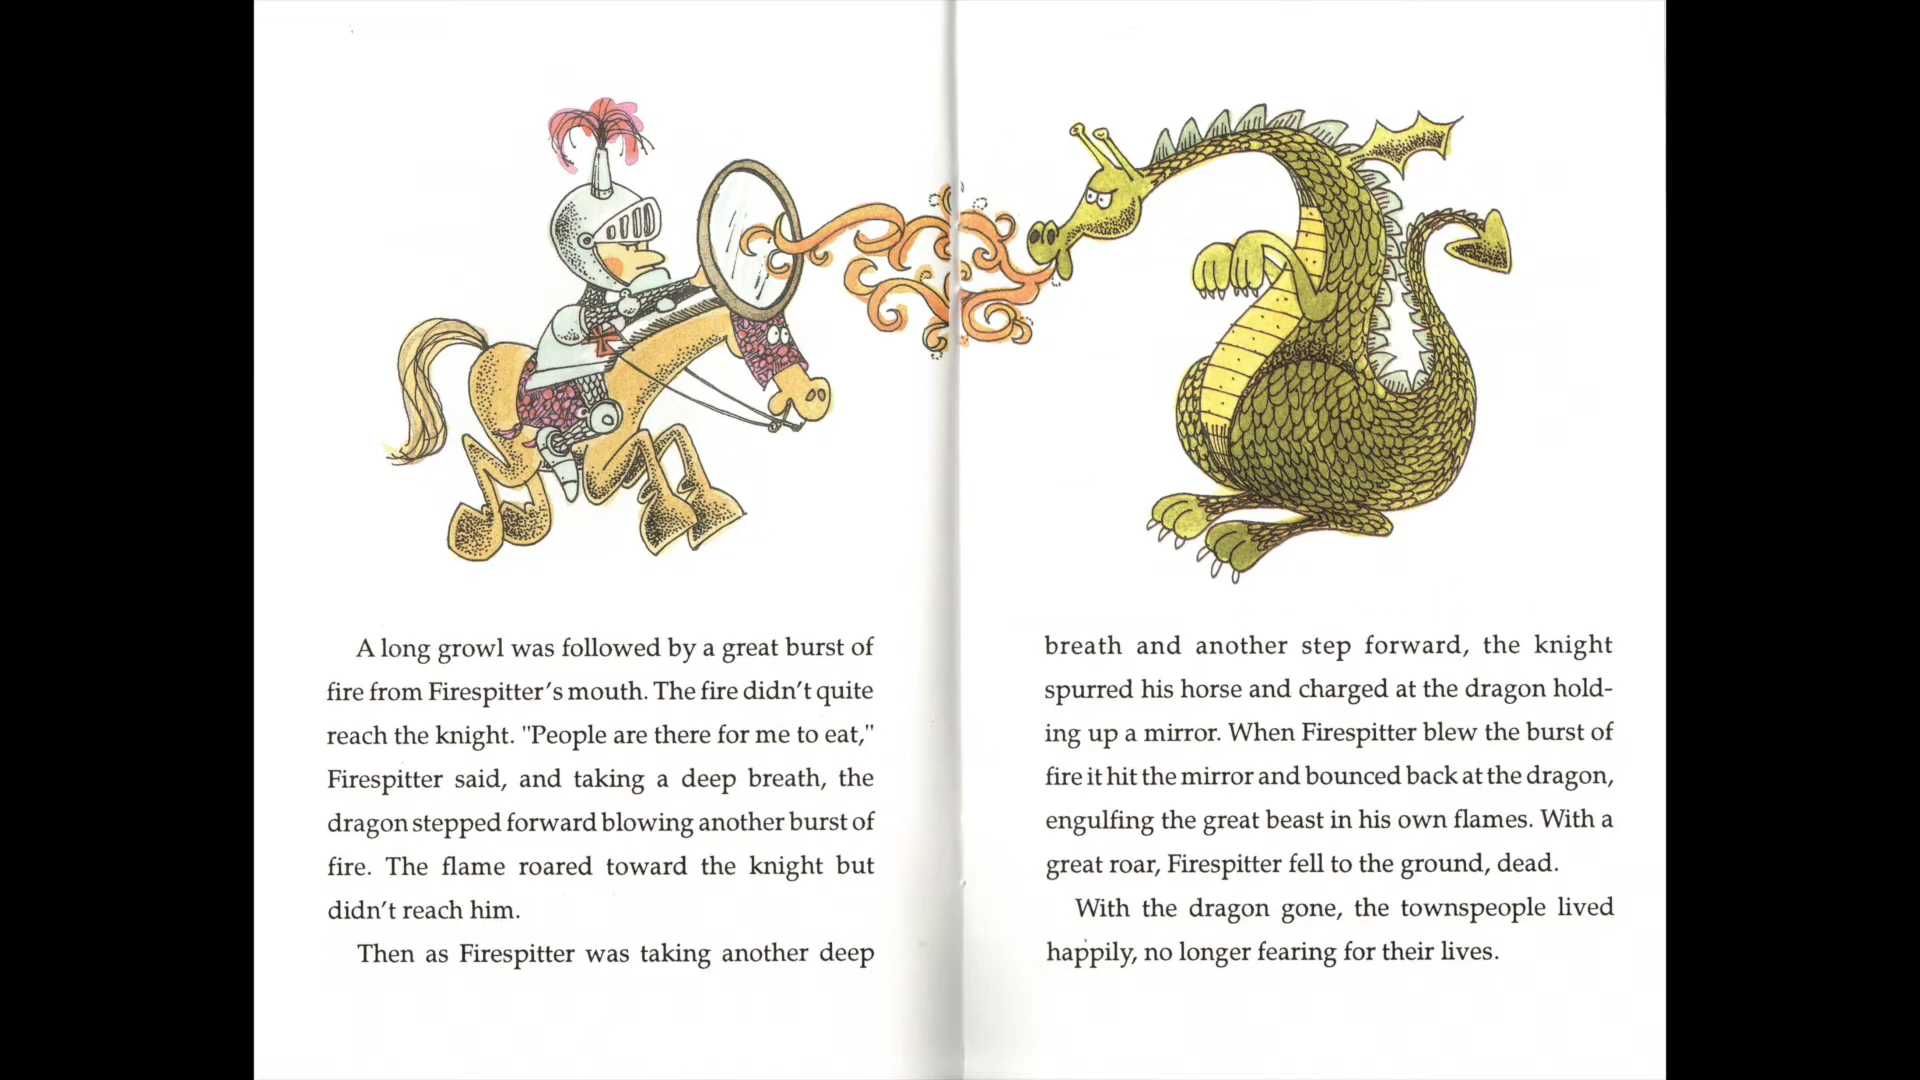 A long growl was followed by a great burst of
fire from Firespitter's mouth. The fire didn't quite
reach the knight. "People are there for me to eat,"
Firespitter said, and taking a deep breath, the
dragon stepped forward blowing another burst of
fire. The flame roared toward the knight but
didn't reach him.
Then as Firespitter was taking another deep
breath and another step forward, the knight
spurred his horse and charged at the dragon hold-
ing up a mirror. When Firespitter blew the burst of
fire it hit the mirror and bounced back at the dragon,
engulfing the great beast in his own flames. With a
great roar, Firespitter fell to the ground, dead.
With the dragon gone, the townspeople lived
happily, no longer fearing for their lives.